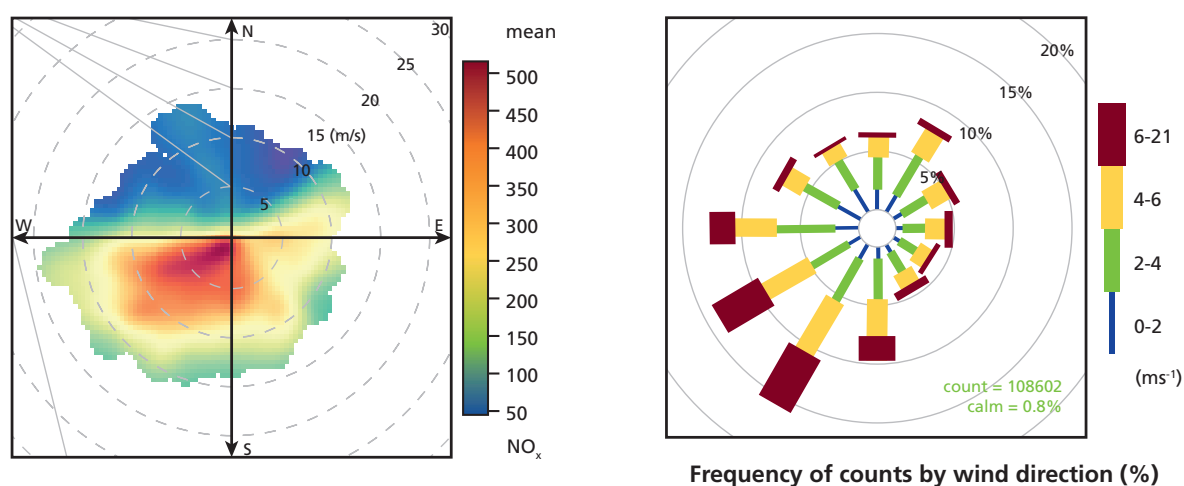 mean
N
30
25
20
15 (m/s)
10
5
W
E
S
500
450
400
350
300
250
200
150
100
50
NOₓ
20%
15%
10%
5%
6-21
4-6
2-4
0-2
(ms⁻¹)
count = 108602
calm = 0.8%
Frequency of counts by wind direction (%)